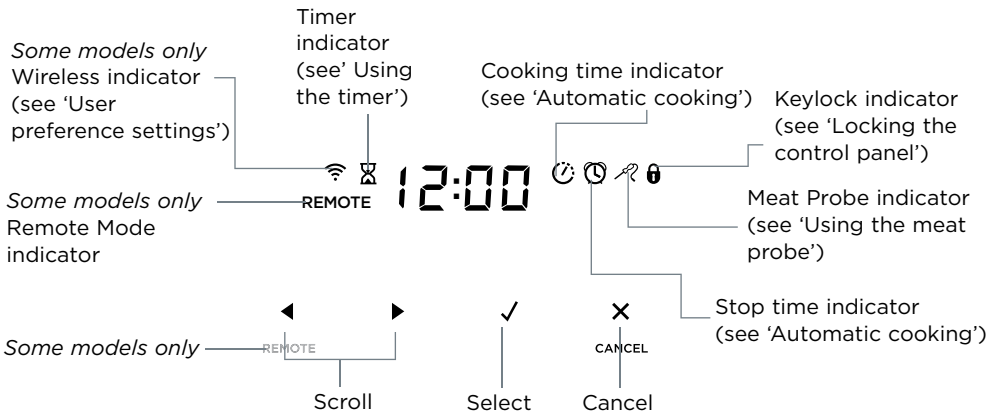 Some models only
Wireless indicator
(see ‘User
preference settings’)
Timer
indicator
(see’ Using
the timer’)
Cooking time indicator
(see ‘Automatic cooking’)
Keylock indicator
(see ‘Locking the
control panel’)
12:00
Some models only
Remote Mode
indicator
REMOTE
Meat Probe indicator
(see ‘Using the meat
probe’)
Stop time indicator
(see ‘Automatic cooking’)
Some models only
REMOTE
CANCEL
Scroll
Select
Cancel